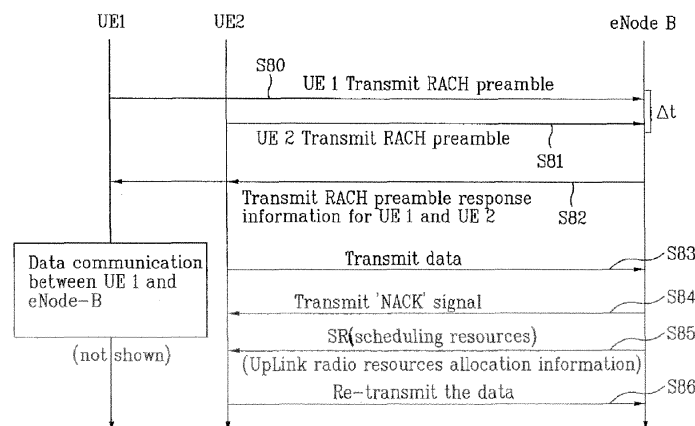 UE1 UE2 eNode B
S80
UE 1 Transmit RACH preamble
Δt
UE 2 Transmit RACH preamble
S81
Transmit RACH preamble response
information for UE 1 and UE 2
S82
Data communication
between UE 1 and
eNode-B
(not shown)
Transmit data
S83
Transmit 'NACK' signal
S84
SR(scheduling resources)
S85
(UpLink radio resources allocation information)
Re-transmit the data
S86